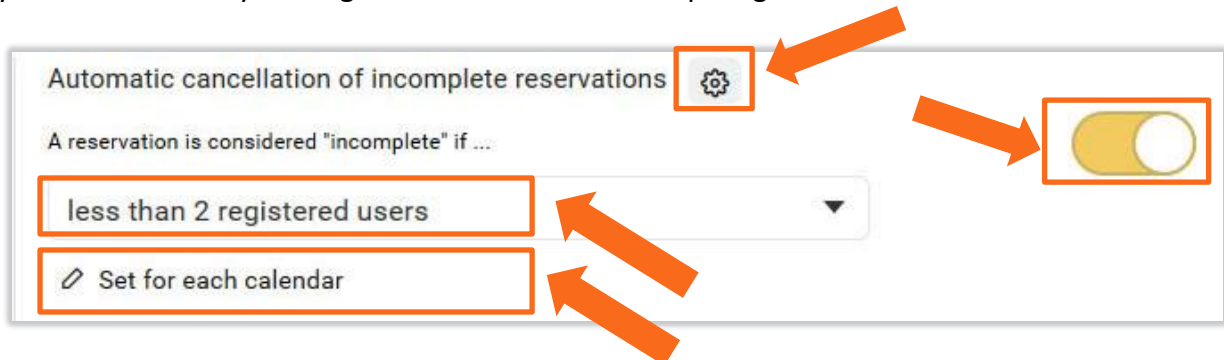 Automatic cancellation of incomplete reservations
A reservation is considered "incomplete" if ...
less than 2 registered users
Set for each calendar